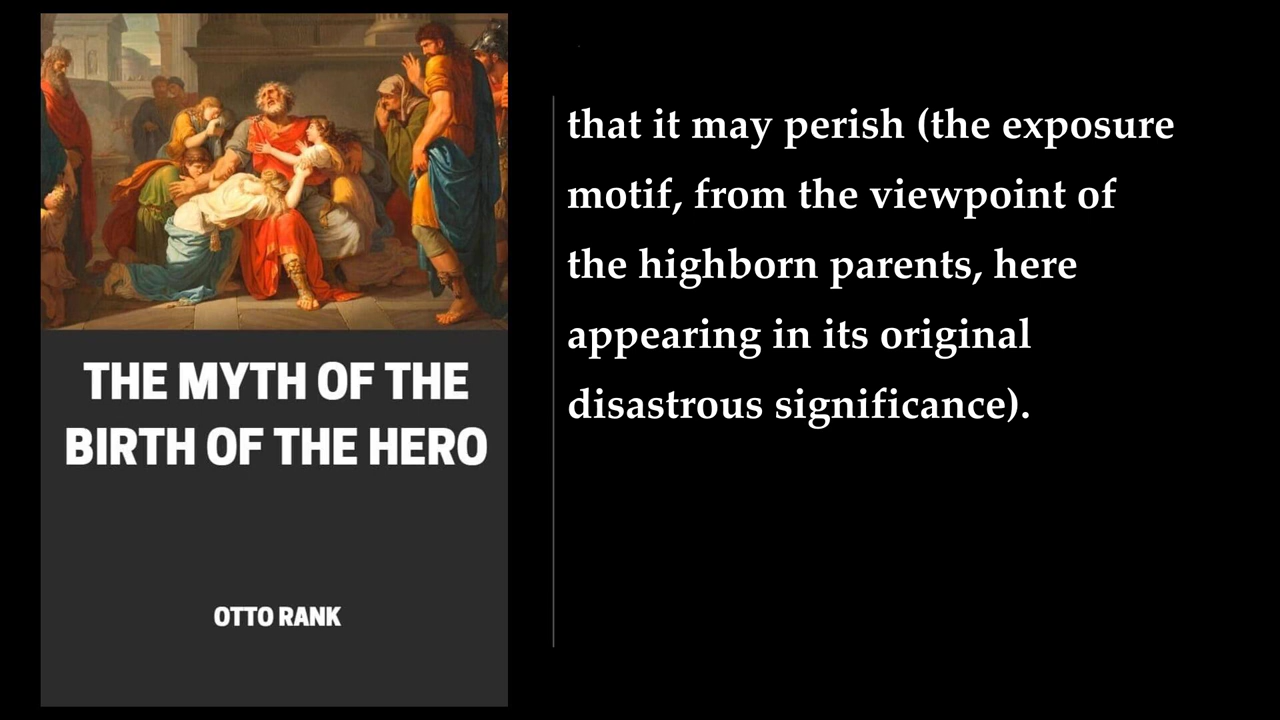 THE MYTH OF THE
BIRTH OF THE HERO
OTTO RANK
that it may perish (the exposure
motif, from the viewpoint of
the highborn parents, here
appearing in its original
disastrous significance).